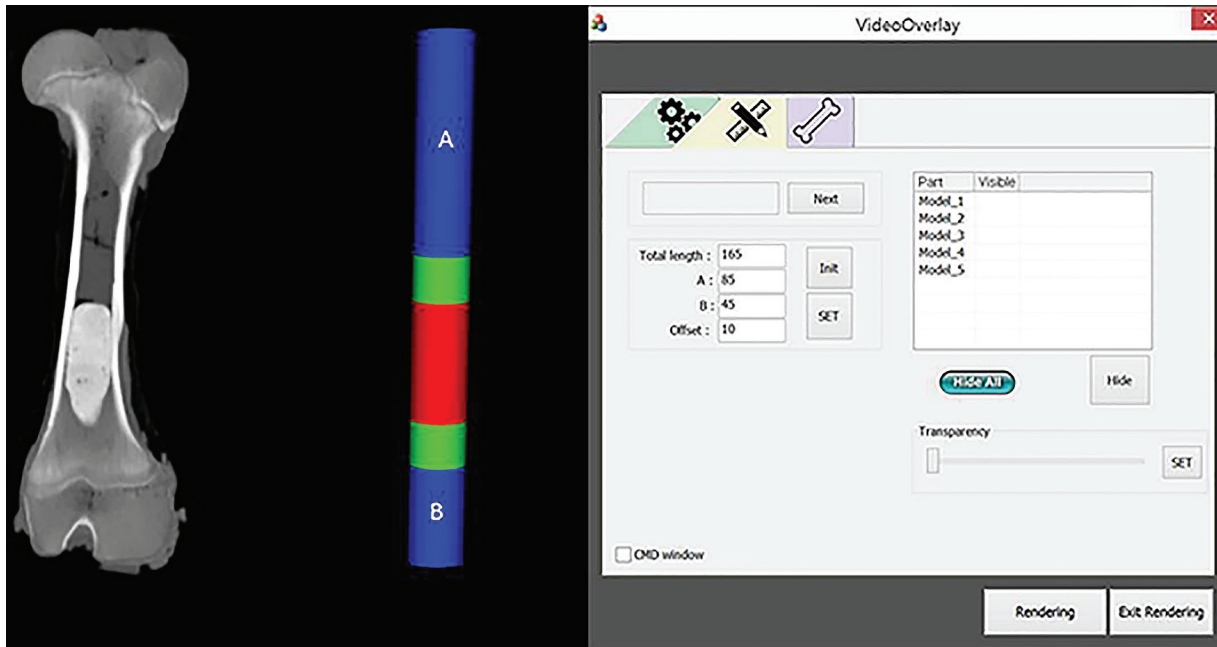 A
B
VideoOverlay
Next
Part Visible
Model_1
Model_2
Model_3
Model_4
Model_5
Total length : 165
A : 85
B : 45
Offset : 10
Init
SET
Hide All
Hide
Transparency
SET
CMD window
Rendering
Exit Rendering